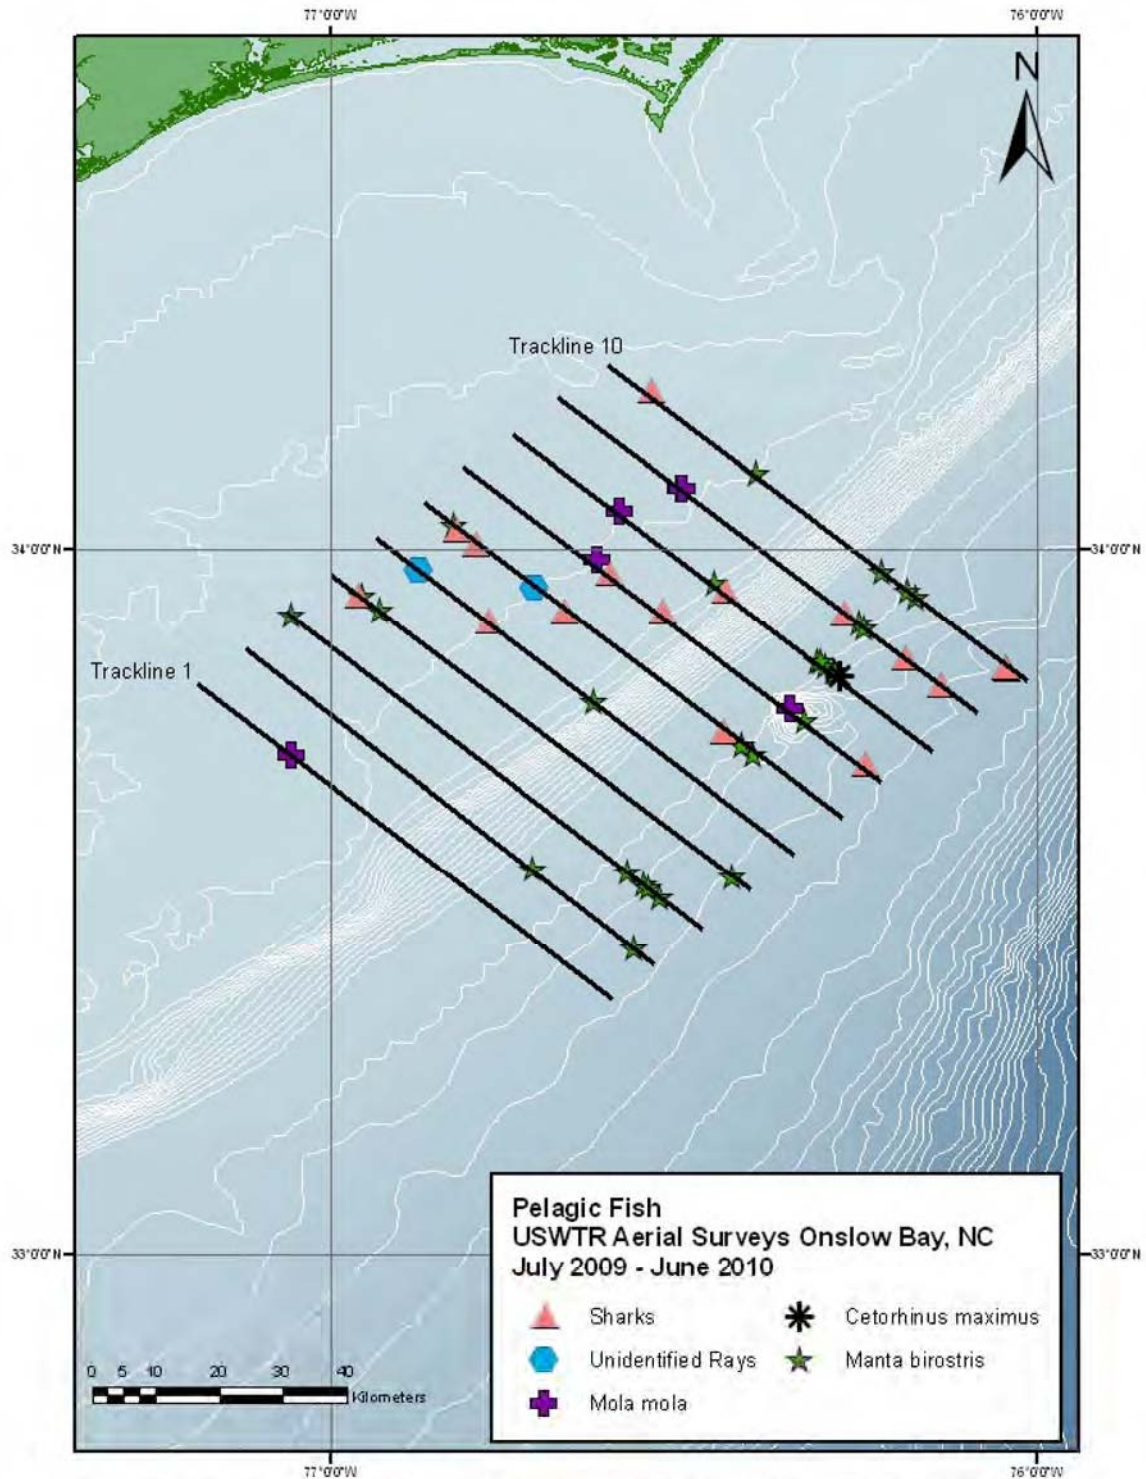 77°0'0"W 76°0'0"W
N
Trackline 10
34°0'0"N 34°0'0"N
Trackline 1
Pelagic Fish
USWTR Aerial Surveys Onslow Bay, NC
July 2009 - June 2010
Sharks Cetorhinus maximus
Unidentified Rays Manta birostris
Mola mola
33°0'0"N 33°0'0"N
0 5 10 20 30 40
Kilometers
77°0'0"W 76°0'0"W